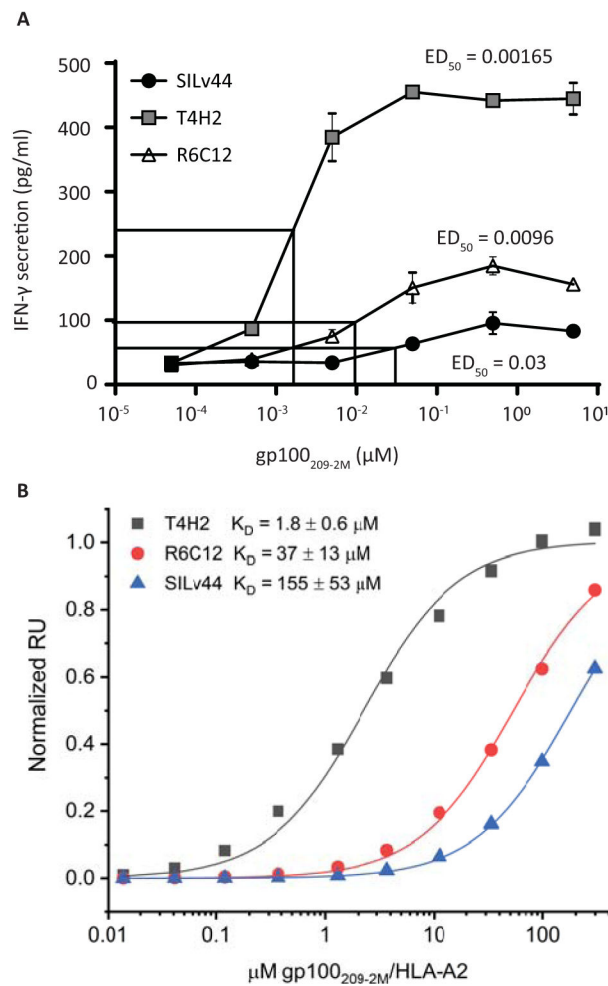 A
500
400
300
200
100
0
IFN-γ secretion (pg/ml)
SILv44
T4H2
R6C12
ED50 = 0.00165
ED50 = 0.0096
ED50 = 0.03
10-5
10-4
10-3
10-2
10-1
100
101
gp100209-2M (μM)
B
T4H2 KD = 1.8 ± 0.6 μM
R6C12 KD = 37 ± 13 μM
SILv44 KD = 155 ± 53 μM
1.0
0.8
0.6
0.4
0.2
0.0
Normalized RU
0.01
0.1
1
10
100
μM gp100209-2M/HLA-A2